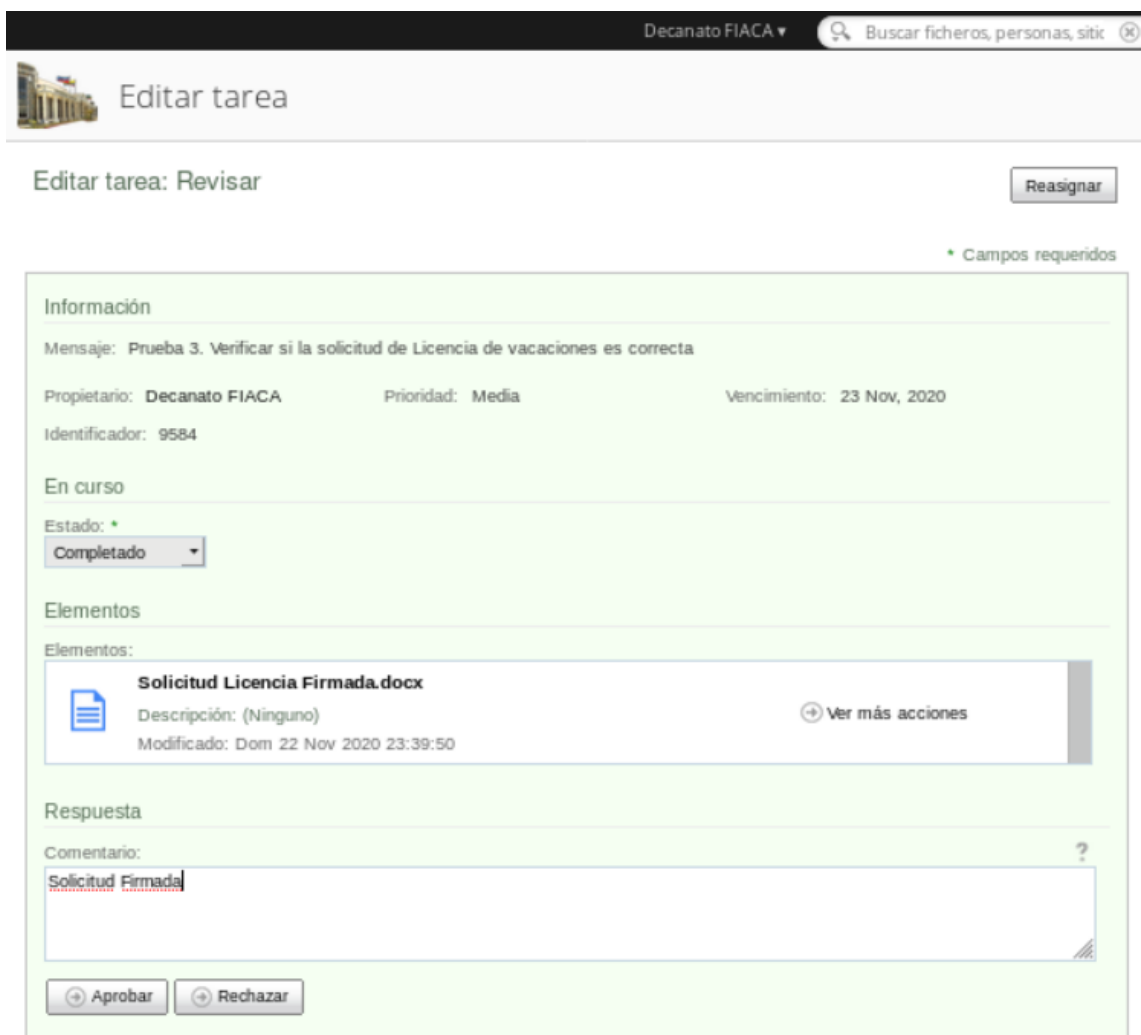 Decanato FIACA ▾
Buscar ficheros, personas, sitic
Editar tarea
Editar tarea: Revisar
Reasignar
* Campos requeridos
Información
Mensaje: Prueba 3. Verificar si la solicitud de Licencia de vacaciones es correcta
Propietario: Decanato FIACA Prioridad: Media Vencimiento: 23 Nov, 2020
Identificador: 9584
En curso
Estado: *
Completado
Elementos
Elementos:
Solicitud Licencia Firmada.docx
Descripción: (Ninguno)
Ver más acciones
Modificado: Dom 22 Nov 2020 23:39:50
Respuesta
Comentario:
?
Solicitud Firmada
Aprobar Rechazar